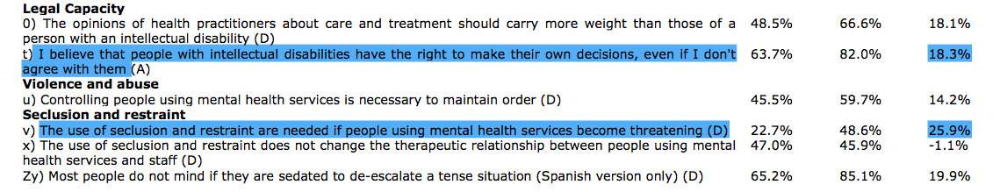 Legal Capacity
0) The opinions of health practitioners about care and treatment should carry more weight than those of a 48.5% 66.6% 18.1%
person with an intellectual disability (D)
t) I believe that people with intellectual disabilities have the right to make their own decisions, even if I don't 63.7% 82.0% 18.3%
agree with them (A)
Violence and abuse
u) Controlling people using mental health services is necessary to maintain order (D) 45.5% 59.7% 14.2%
Seclusion and restraint
v) The use of seclusion and restraint are needed if people using mental health services become threatening (D) 22.7% 48.6% 25.9%
x) The use of seclusion and restraint does not change the therapeutic relationship between people using mental 47.0% 45.9% -1.1%
health services and staff (D)
Zy) Most people do not mind if they are sedated to de-escalate a tense situation (Spanish version only) (D) 65.2% 85.1% 19.9%